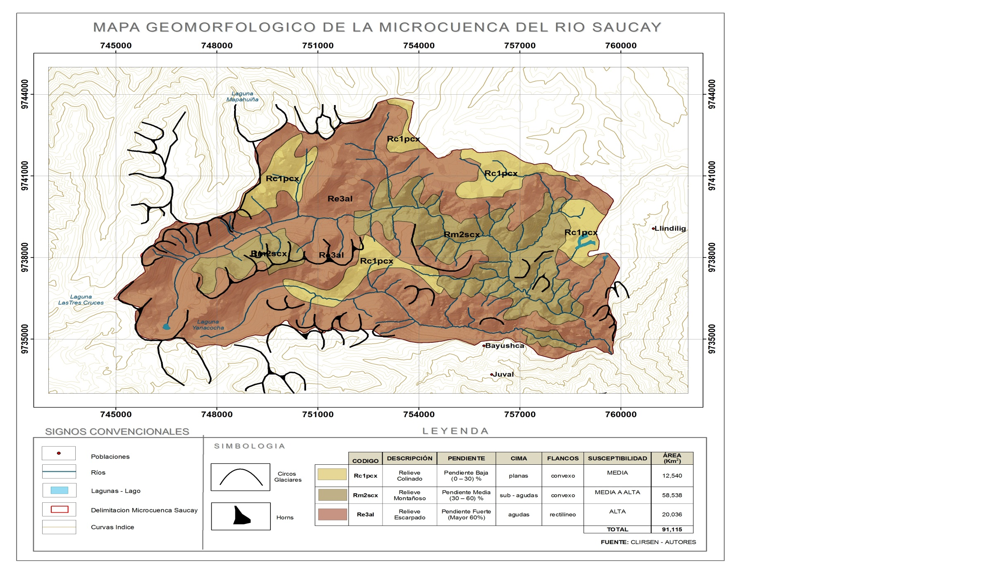 MAPA GEOMORFOLOGICO DE LA MICROCUENCA DEL RIO SAUCAY
745000 748000 751000 754000 757000 760000
9744000 9744000
Laguna
Mapahuiña
Rc1pcx
9741000 9741000
Rc1pcx
Rc1pcx
Re3al
Llindilig
Rc1pcx
Rm2scx
9738000 9738000
Rm2scx
Re3al
Rc1pcx
Laguna
LasTres Cruces
Laguna
Yanacocha
9735000 9735000
Bayushca
Juval
745000 748000 751000 754000 757000 760000
SIGNOS CONVENCIONALES
Poblaciones
Ríos
Lagunas - Lago
Delimitacion Microcuenca Saucay
Curvas Indice
LEYENDA
SIMBOLOGIA
Circos
Glaciares
Horns
CODIGO DESCRIPCIÓN PENDIENTE CIMA FLANCOS SUSCEPTIBILIDAD ÁREA
(Km²)
Rc1pcx Relieve Colinado Pendiente Baja (0 – 30) % planas convexo MEDIA 12,540
Rm2scx Relieve Montañoso Pendiente Media (30 – 60) % sub - agudas convexo MEDIA A ALTA 58,538
Re3al Relieve Escarpado Pendiente Fuerte (Mayor 60%) agudas rectilíneo ALTA 20,036
TOTAL 91,115
FUENTE: CLIRSEN - AUTORES